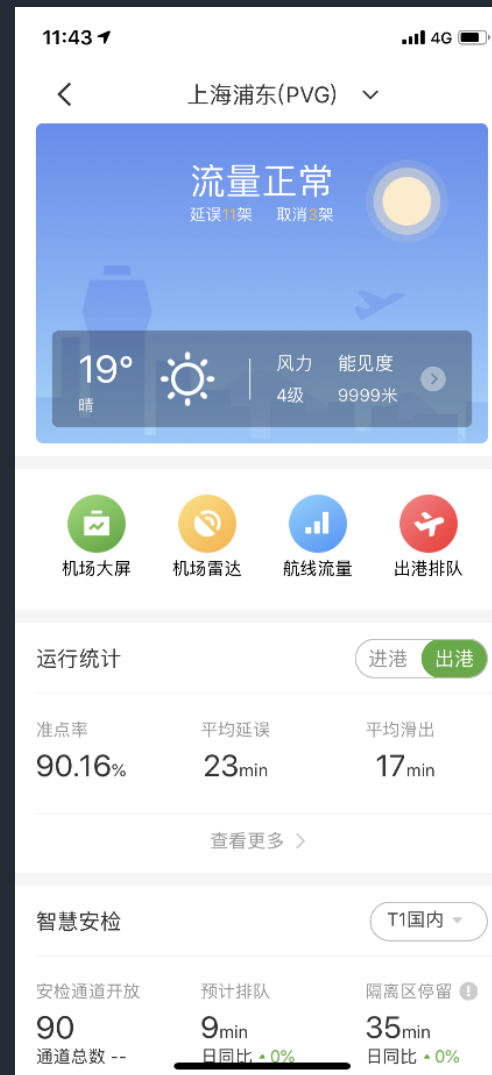 11:43 4G
上海浦东(PVG)
流量正常
延误11架 取消3架
19° 风力 能见度
晴 4级 9999米
机场大屏 机场雷达 航线流量 出港排队
运行统计 进港 出港
准点率 平均延误 平均滑出
90.16% 23min 17min
查看更多
智慧安检 T1国内
安检通道开放 预计排队 隔离区停留
90 9min 35min
通道总数 -- 日同比 0% 日同比 0%